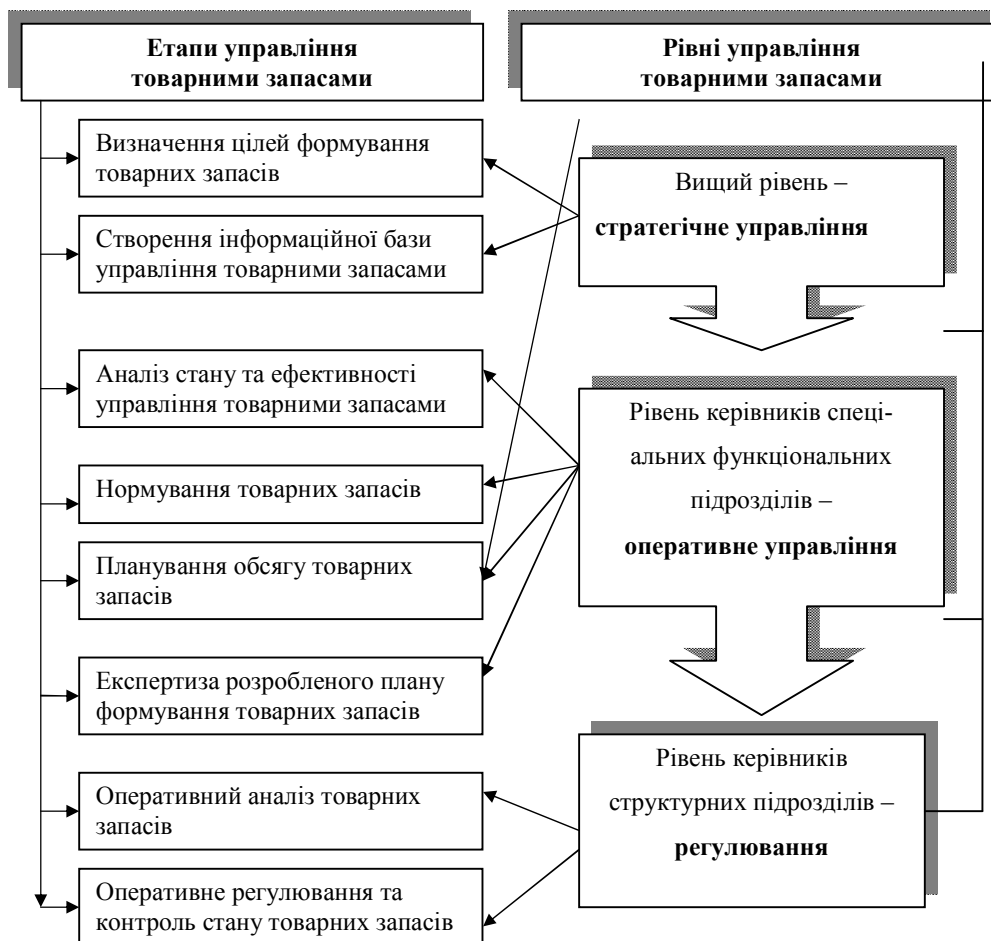 Етапи управління
товарними запасами
Рівні управління
товарними запасами
Визначення цілей формування
товарних запасів
Створення інформаційної бази
управління товарними запасами
Аналіз стану та ефективності
управління товарними запасами
Нормування товарних запасів
Планування обсягу товарних
запасів
Експертиза розробленого плану
формування товарних запасів
Оперативний аналіз товарних
запасів
Оперативне регулювання та
контроль стану товарних запасів
Вищий рівень –
стратегічне управління
Рівень керівників спеці-
альних функціональних
підрозділів –
оперативне управління
Рівень керівників
структурних підрозділів –
регулювання